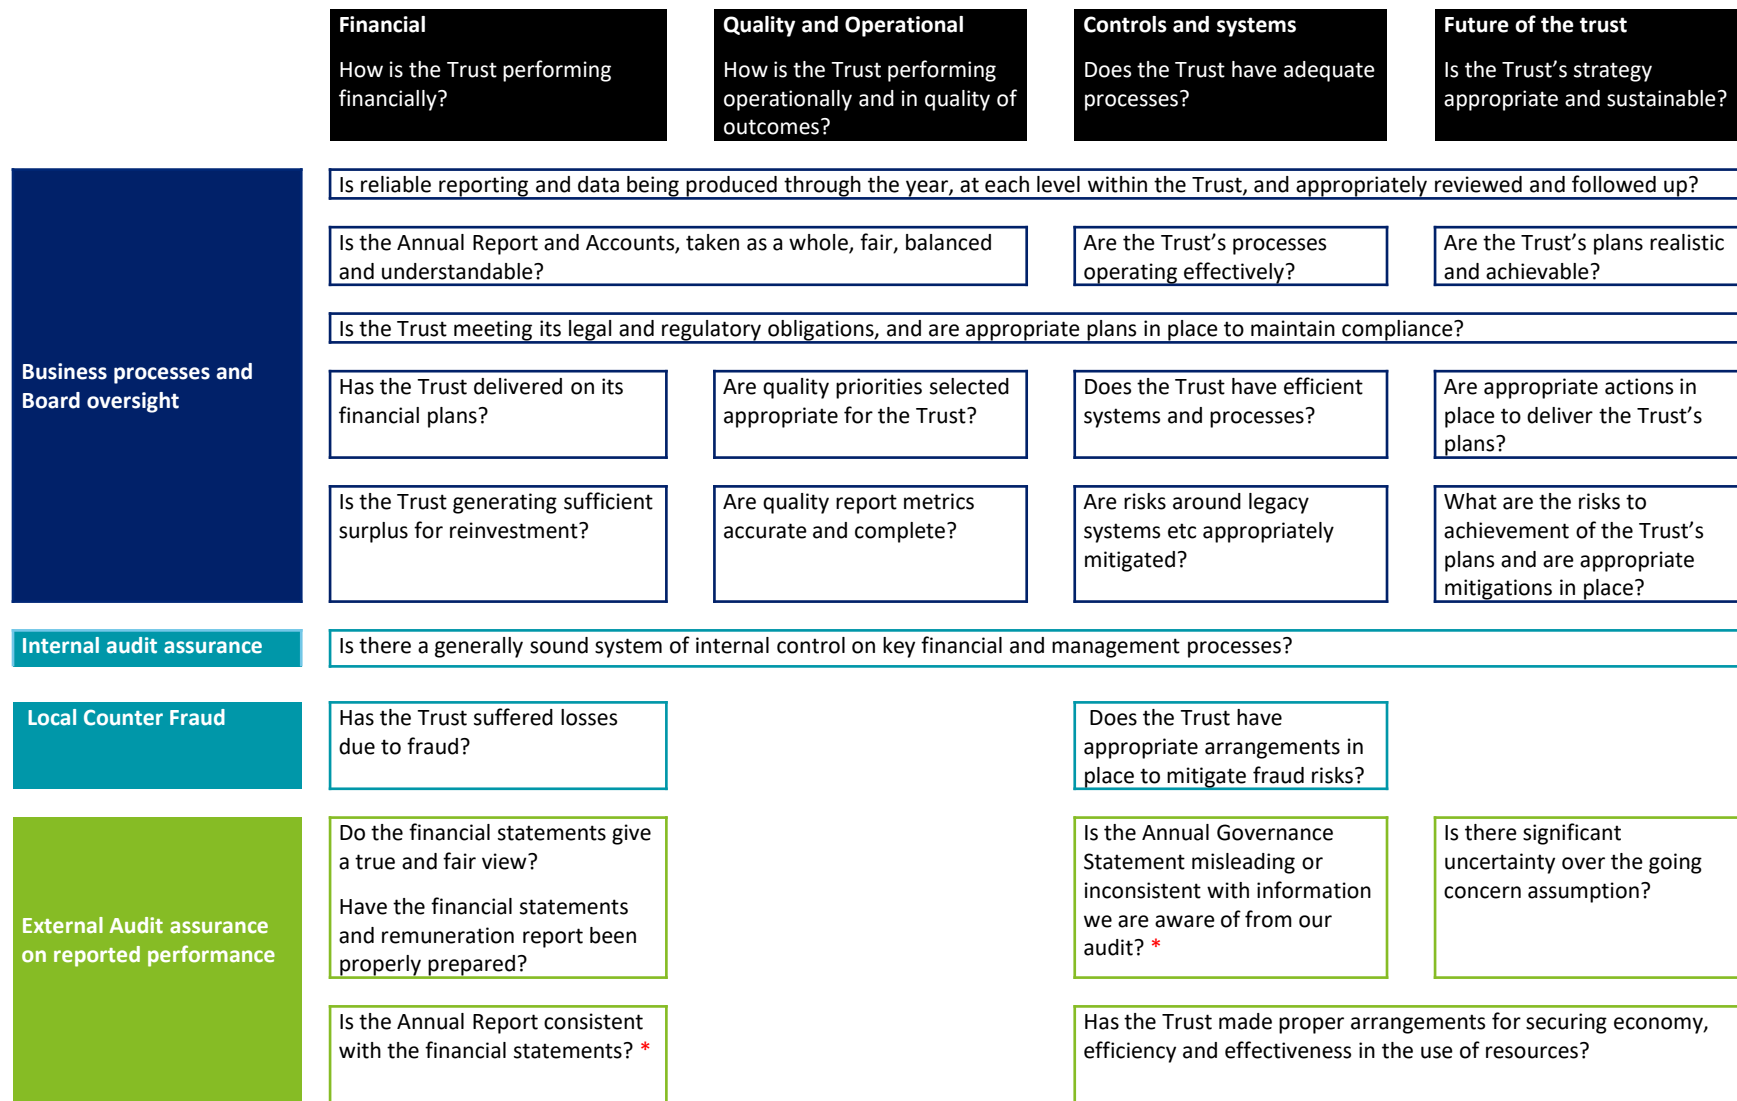 Financial
How is the Trust performing
financially?
Quality and Operational
How is the Trust performing
operationally and in quality of
outcomes?
Controls and systems
Does the Trust have adequate
processes?
Future of the trust
Is the Trust's strategy
appropriate and sustainable?
Business processes and
Board oversight
Is reliable reporting and data being produced through the year, at each level within the Trust, and appropriately reviewed and followed up?
Is the Annual Report and Accounts, taken as a whole, fair, balanced
and understandable?
Are the Trust's processes
operating effectively?
Are the Trust's plans realistic
and achievable?
Is the Trust meeting its legal and regulatory obligations, and are appropriate plans in place to maintain compliance?
Has the Trust delivered on its
financial plans?
Are quality priorities selected
appropriate for the Trust?
Does the Trust have efficient
systems and processes?
Are appropriate actions in
place to deliver the Trust's
plans?
Is the Trust generating sufficient
surplus for reinvestment?
Are quality report metrics
accurate and complete?
Are risks around legacy
systems etc appropriately
mitigated?
What are the risks to
achievement of the Trust's
plans and are appropriate
mitigations in place?
Internal audit assurance
Is there a generally sound system of internal control on key financial and management processes?
Local Counter Fraud
Has the Trust suffered losses
due to fraud?
Does the Trust have
appropriate arrangements in
place to mitigate fraud risks?
External Audit assurance
on reported performance
Do the financial statements give
a true and fair view?
Have the financial statements
and remuneration report been
properly prepared?
Is the Annual Governance
Statement misleading or
inconsistent with information
we are aware of from our
audit? *
Is there significant
uncertainty over the going
concern assumption?
Is the Annual Report consistent
with the financial statements? *
Has the Trust made proper arrangements for securing economy,
efficiency and effectiveness in the use of resources?